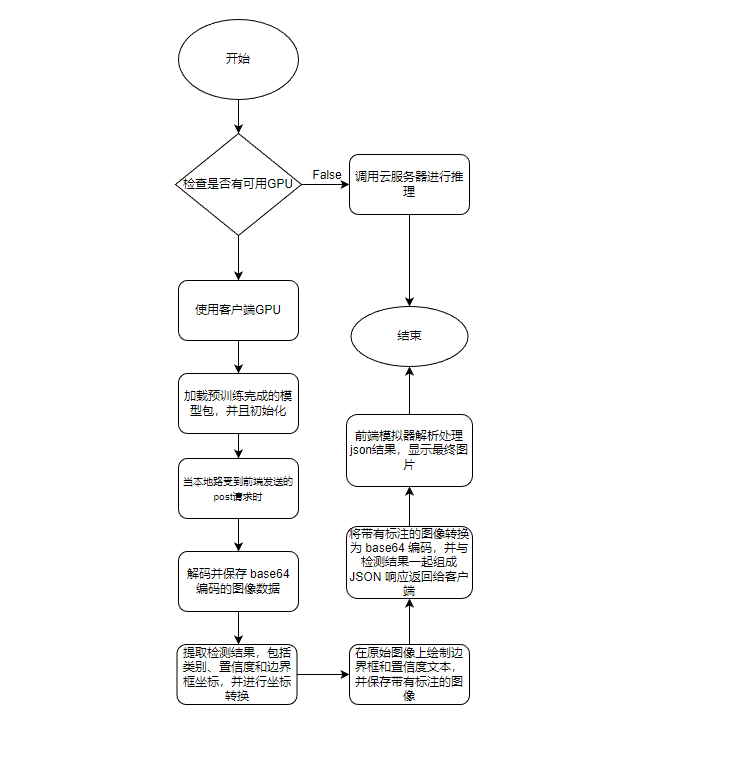 开始
检查是否有可用GPU
False
调用云服务器进行推
理
使用客户端GPU
结束
加载预训练完成的模
型包，并且初始化
当本地路受到前端发送的
post请求时
解码并保存 base64
编码的图像数据
提取检测结果，包括
类别、置信度和边界
框坐标，并进行坐标
转换
在原始图像上绘制边
界框和置信度文本，
并保存带有标注的图
像
将带有标注的图像转换
为 base64 编码，并与
检测结果一起组成
JSON 响应返回给客户
端
前端模拟器解析处理
json结果，显示最终图
片